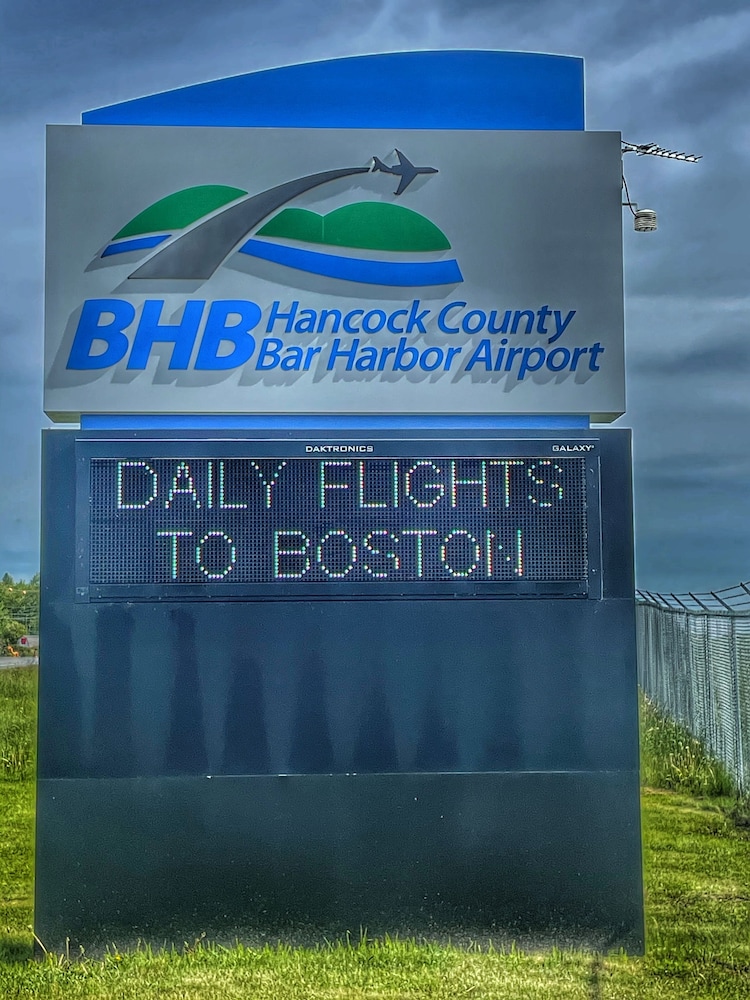 BHB Hancock County
Bar Harbor Airport
DAKTRONICS GALAXY
DAILY FLIGHTS
TO BOSTON